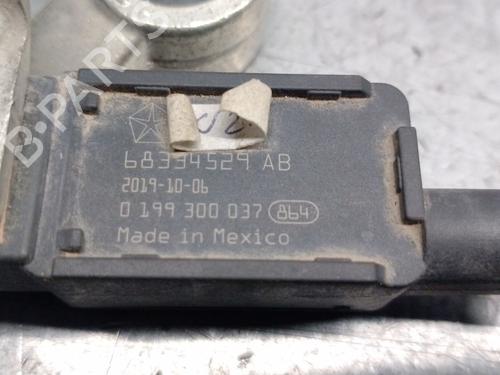 B-PARTS
68334529 AB
2019-10-06
0 199 300 037 864
Made in Mexico